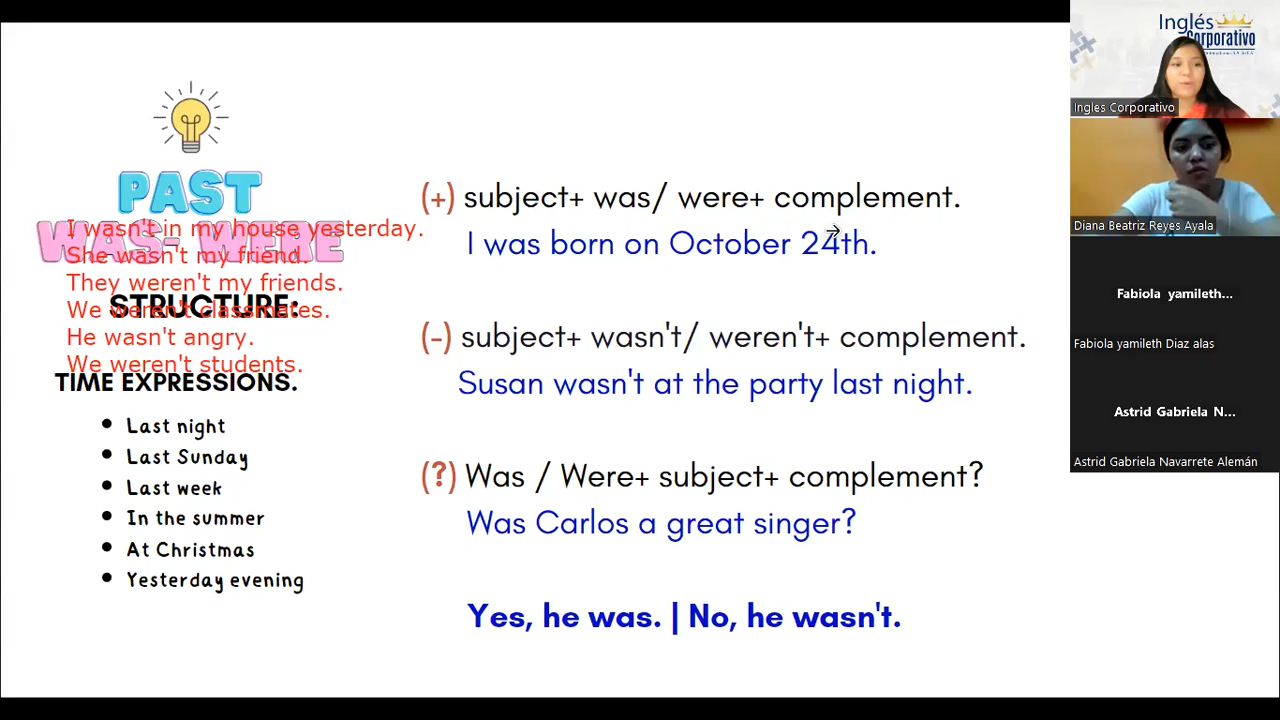 PAST
WAS- WERE
I wasn't in my house yesterday.
She wasn't my friend.
They weren't my friends.
STRUCTURE:
We weren't classmates.
He wasn't angry.
We weren't students.
TIME EXPRESSIONS.
Last night
Last Sunday
Last week
In the summer
At Christmas
Yesterday evening
(+) subject+ was/ were+ complement.
I was born on October 24th.
(-) subject+ wasn't/ weren't+ complement.
Susan wasn't at the party last night.
(?) Was / Were+ subject+ complement?
Was Carlos a great singer?
Yes, he was. | No, he wasn't.
Inglés
Corporativo
Ingles Corporativo
Diana Beatriz Reyes Ayala
Fabiola yamileth...
Fabiola yamileth Diaz alas
Astrid Gabriela N...
Astrid Gabriela Navarrete Alemán